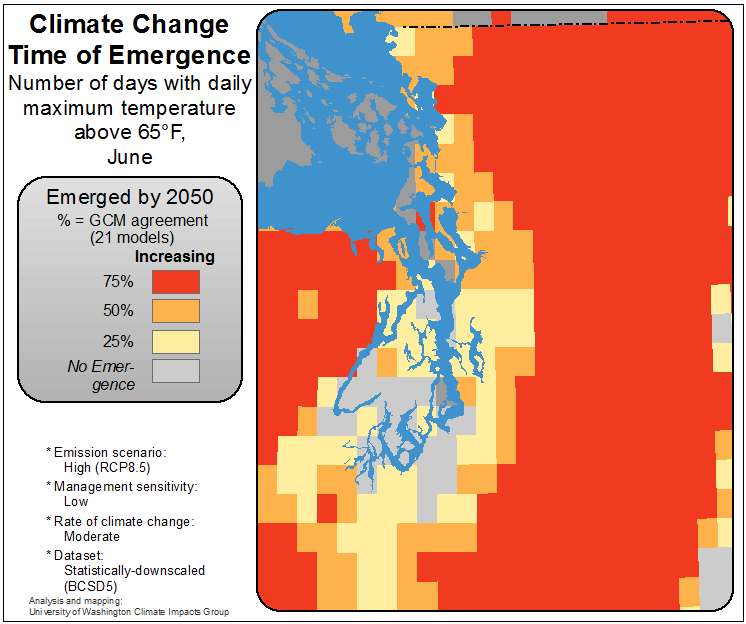 Climate Change
Time of Emergence
Number of days with daily
maximum temperature
above 65°F,
June
Emerged by 2050
% = GCM agreement
(21 models)
Increasing
75%
50%
25%
No Emer-
gence
* Emission scenario:
High (RCP8.5)
* Management sensitivity:
Low
* Rate of climate change:
Moderate
* Dataset:
Statistically-downscaled
(BCSD5)
Analysis and mapping:
University of Washington Climate Impacts Group